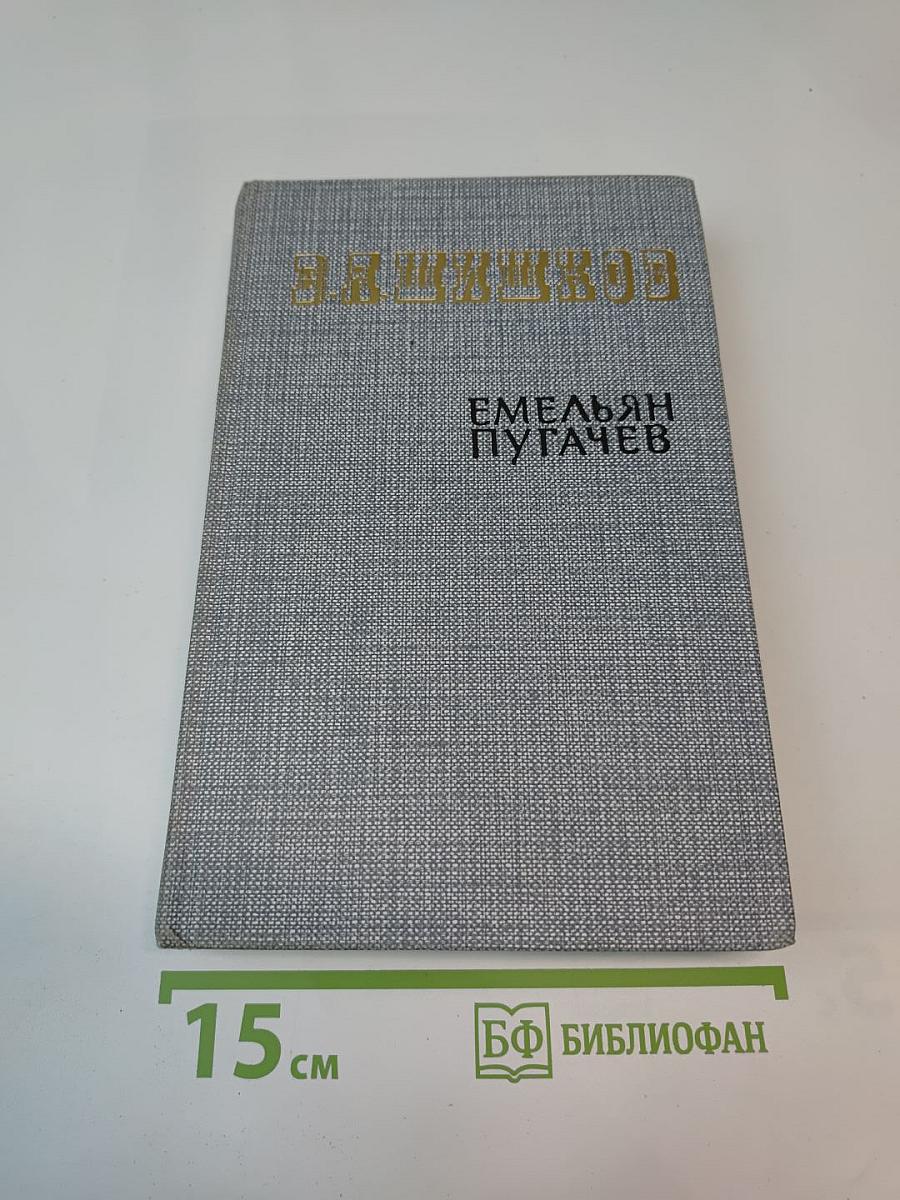 В.Я.ШИШКОВ
ЕМЕЛЬЯН
ПУГАЧЕВ
15 см
БФ БИБЛИОФАН